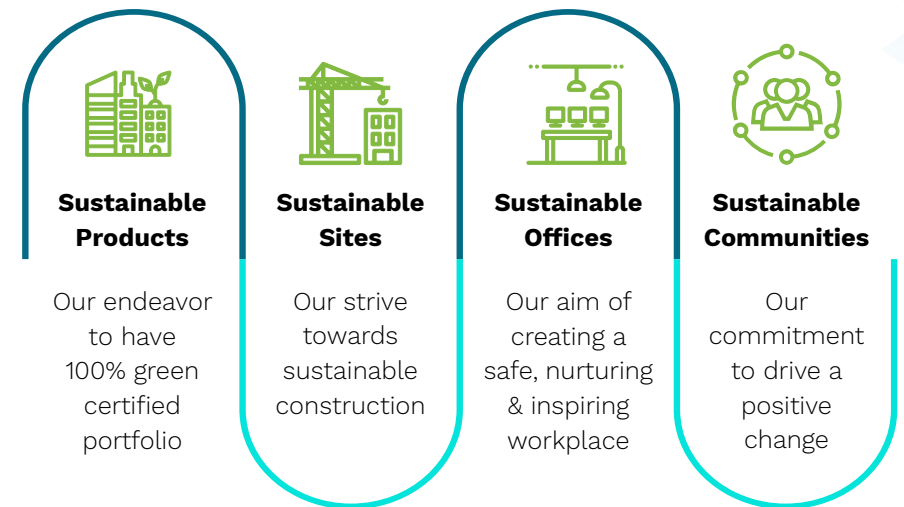 Sustainable
Products
Our endeavor
to have
100% green
certified
portfolio
Sustainable
Sites
Our strive
towards
sustainable
construction
Sustainable
Offices
Our aim of
creating a
safe, nurturing
& inspiring
workplace
Sustainable
Communities
Our
commitment
to drive a
positive
change